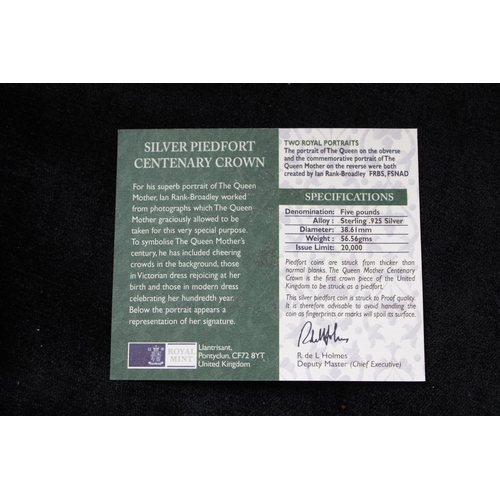 SILVER PIEDFORT
CENTENARY CROWN
For his superb portrait of The Queen
Mother, Ian Rank-Broadley worked
from photographs which The Queen
Mother graciously allowed to be
taken for this very special purpose.
To symbolise The Queen Mother's
century, he has included cheering
crowds in the background, those
in Victorian dress rejoicing at her
birth and those in modern dress
celebrating her hundredth year.
Below the portrait appears a
representation of her signature.
ROYAL
MINT
Llantrisant,
Pontyclun, CF72 8YT
United Kingdom
TWO ROYAL PORTRAITS
The portrait of The Queen on the obverse
and the commemorative portrait of The
Queen Mother on the reverse were both
created by Ian Rank-Broadley FRBS, FSNAD
SPECIFICATIONS
Denomination: Five pounds
Alloy: Sterling .925 Silver
Diameter: 38.61mm
Weight: 56.56gms
Issue Limit: 20,000
Piedfort coins are struck from thicker than
normal blanks. The Queen Mother Centenary
Crown is the first crown piece of the United
Kingdom to be struck as a piedfort.
This silver piedfort coin is struck to Proof quality.
It is therefore advisable to avoid handling the
coin as fingerprints or marks will spoil its surface.
R. de L Holmes
Deputy Master (Chief Executive)